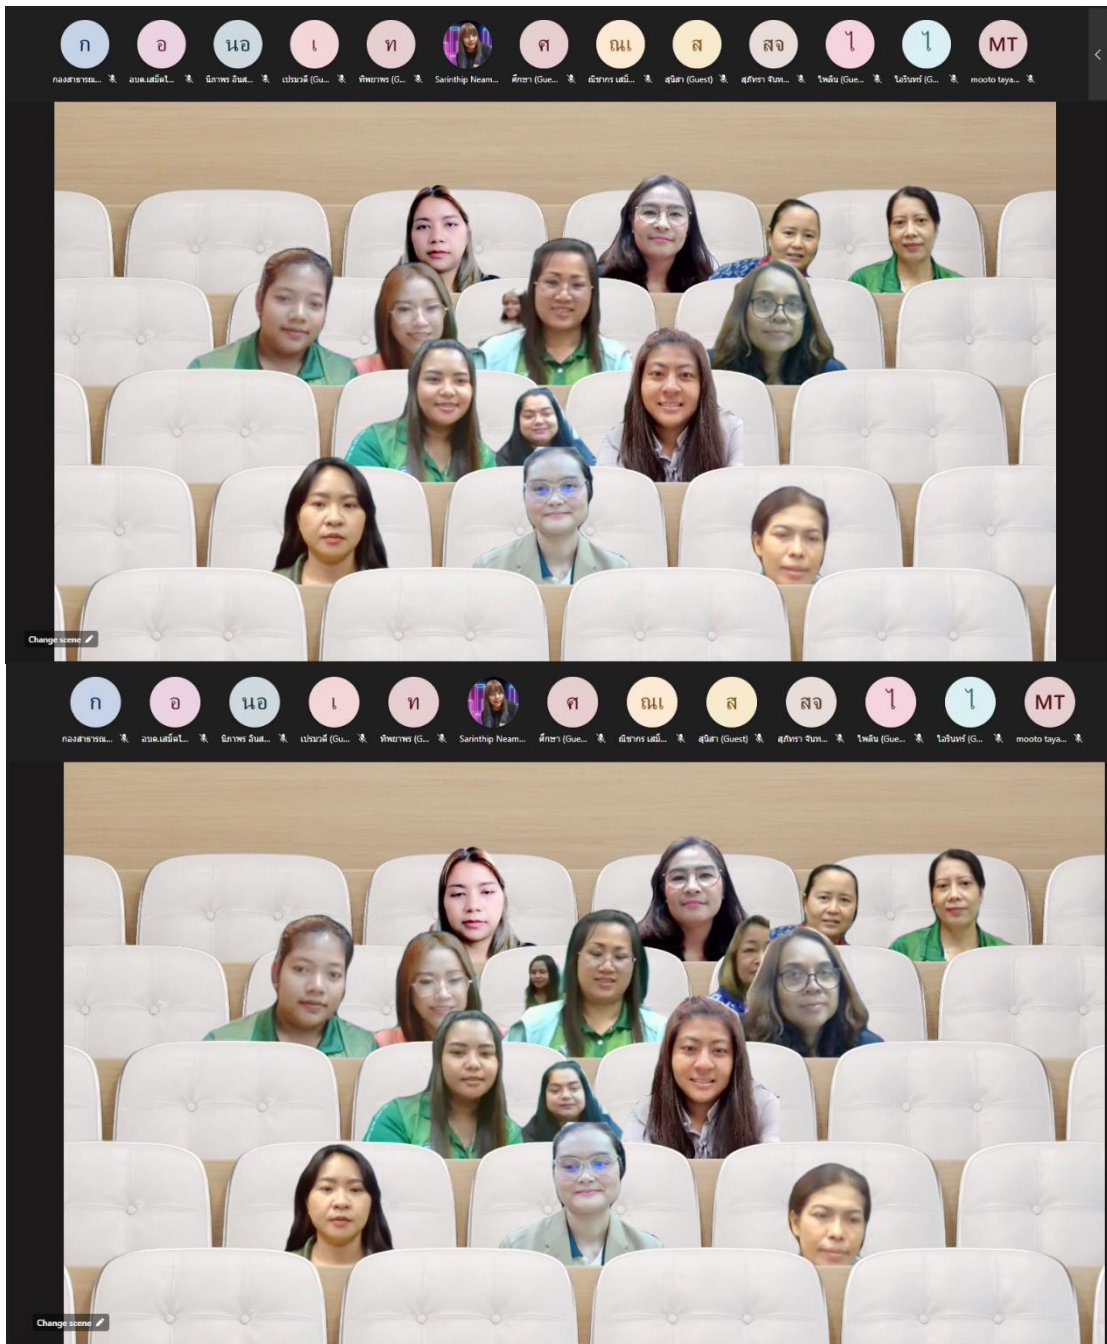 ก อ นอ เ ท ศ ณเ ส สจ ไ ไ MT
กองสาธารณ... อบต.เสม็ดใ... นิภาพร อินส... เปรมวดี (Gu... ทิพยาพร (G... Sarinthip Neam... ศึกษา (Gue... ณิชากร เสมี... สุนิสา (Guest) สุภัทรา จันท... ไพลิน (Gue... ไอรินทร์ (G... mooto taya...
Change scene
ก อ นอ เ ท ศ ณเ ส สจ ไ ไ MT
กองสาธารณ... อบต.เสม็ดใ... นิภาพร อินส... เปรมวดี (Gu... ทิพยาพร (G... Sarinthip Neam... ศึกษา (Gue... ณิชากร เสมี... สุนิสา (Guest) สุภัทรา จันท... ไพลิน (Gue... ไอรินทร์ (G... mooto taya...
Change scene